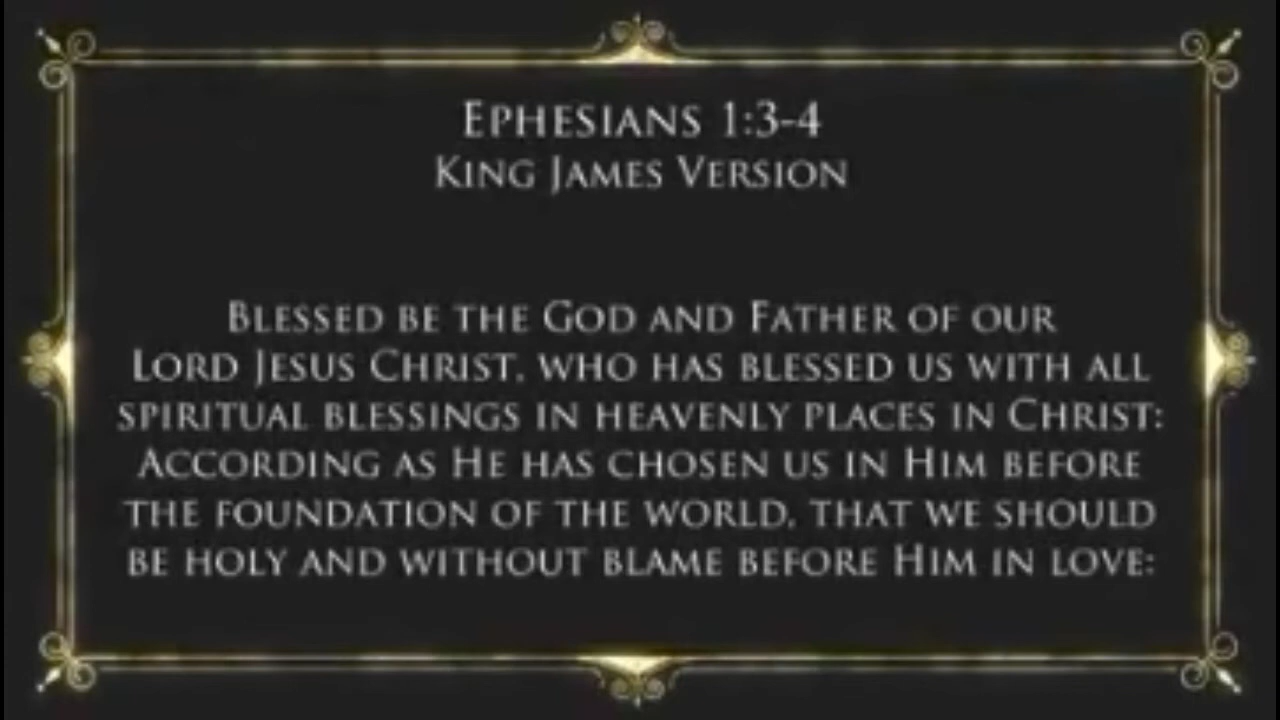 Ephesians 1:3-4
King James Version
Blessed be the God and Father of our
Lord Jesus Christ, who has blessed us with all
spiritual blessings in heavenly places in Christ:
According as He has chosen us in Him before
the foundation of the world, that we should
be holy and without blame before Him in love: